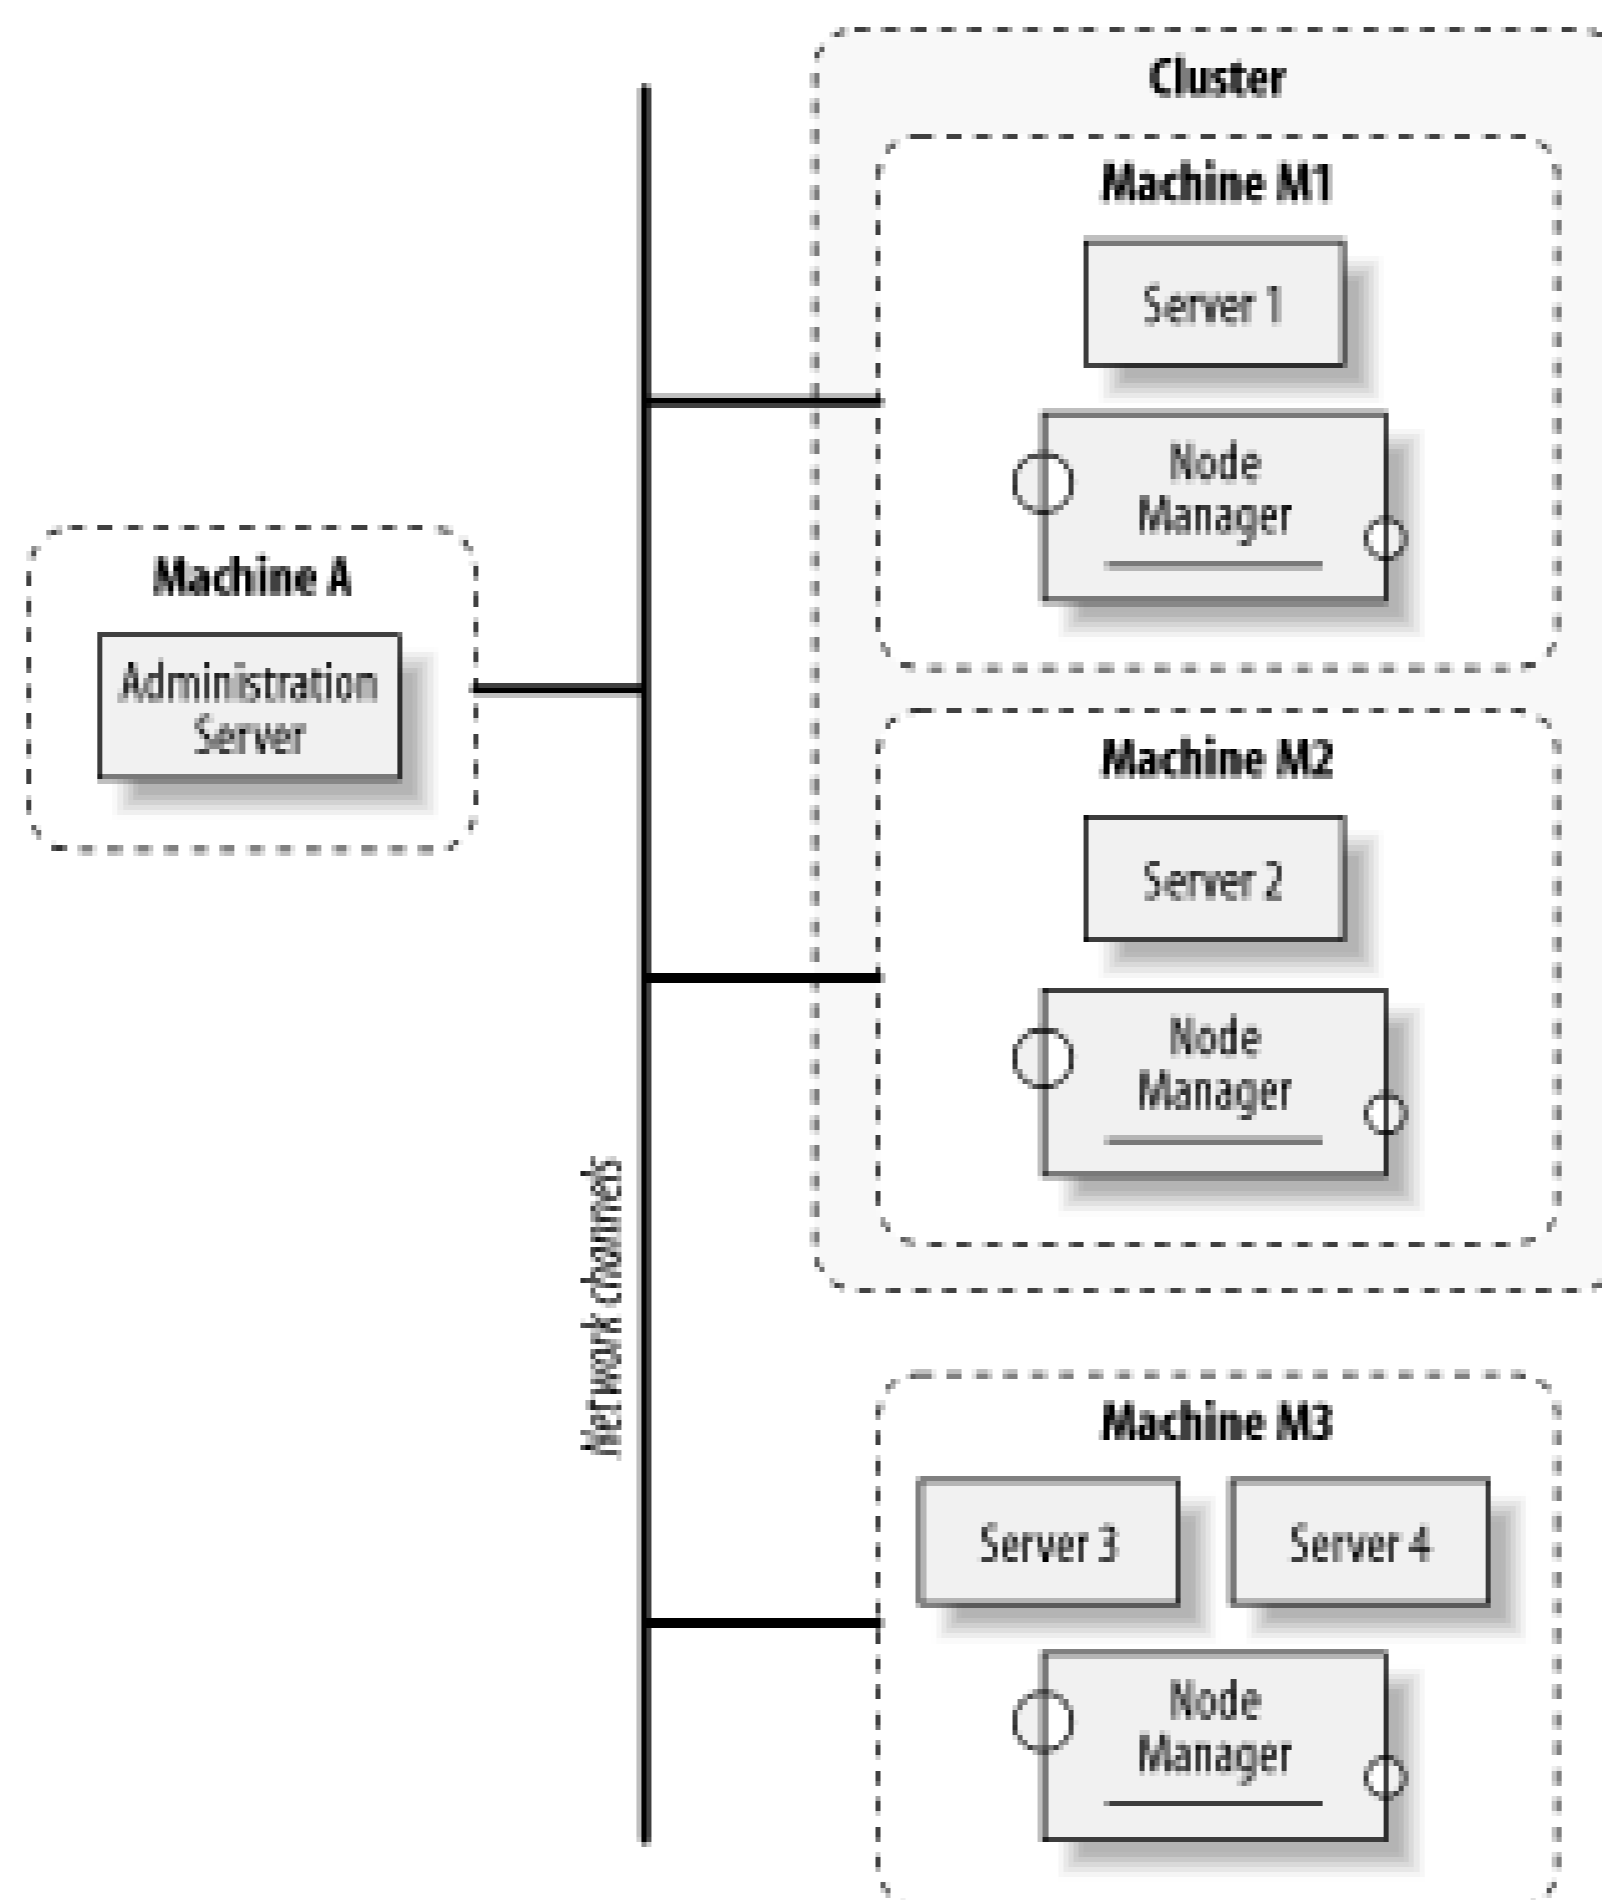 Cluster
Machine M1
Server 1
Node
Manager
Machine A
Administration
Server
Machine M2
Server 2
Node
Manager
Network channels
Machine M3
Server 3
Server 4
Node
Manager